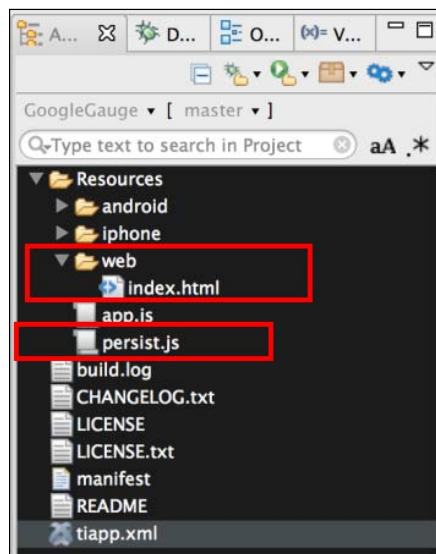 A... D... O... (x)= V...
GoogleGauge ▾ [ master ▾ ]
Type text to search in Project aA .*
Resources
android
iphone
web
index.html
app.js
persist.js
build.log
CHANGELOG.txt
LICENSE
LICENSE.txt
manifest
README
tiapp.xml